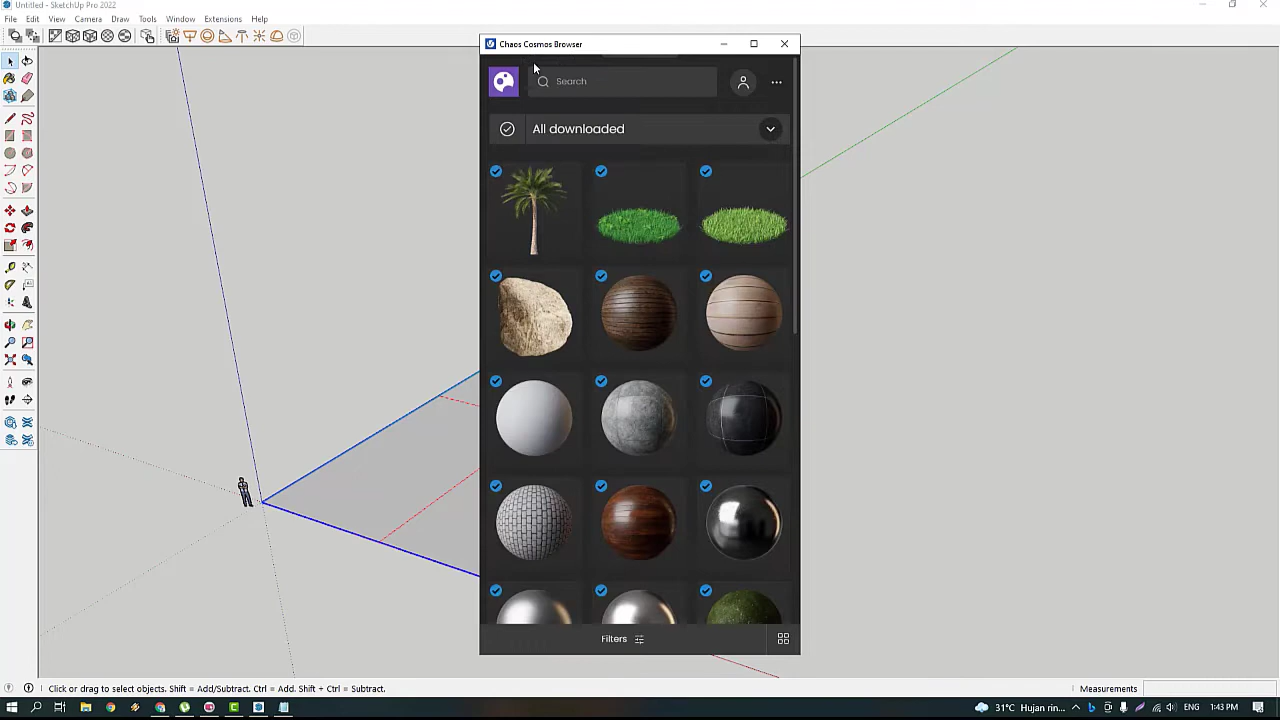 Untitled - SketchUp Pro 2022
File Edit View Camera Draw Tools Window Extensions Help
Chaos Cosmos Browser
Search
All downloaded
Filters
Click or drag to select objects. Shift = Add/Subtract. Ctrl = Add. Shift + Ctrl = Subtract.
Measurements
31°C Hujan rin...
ENG
1:43 PM